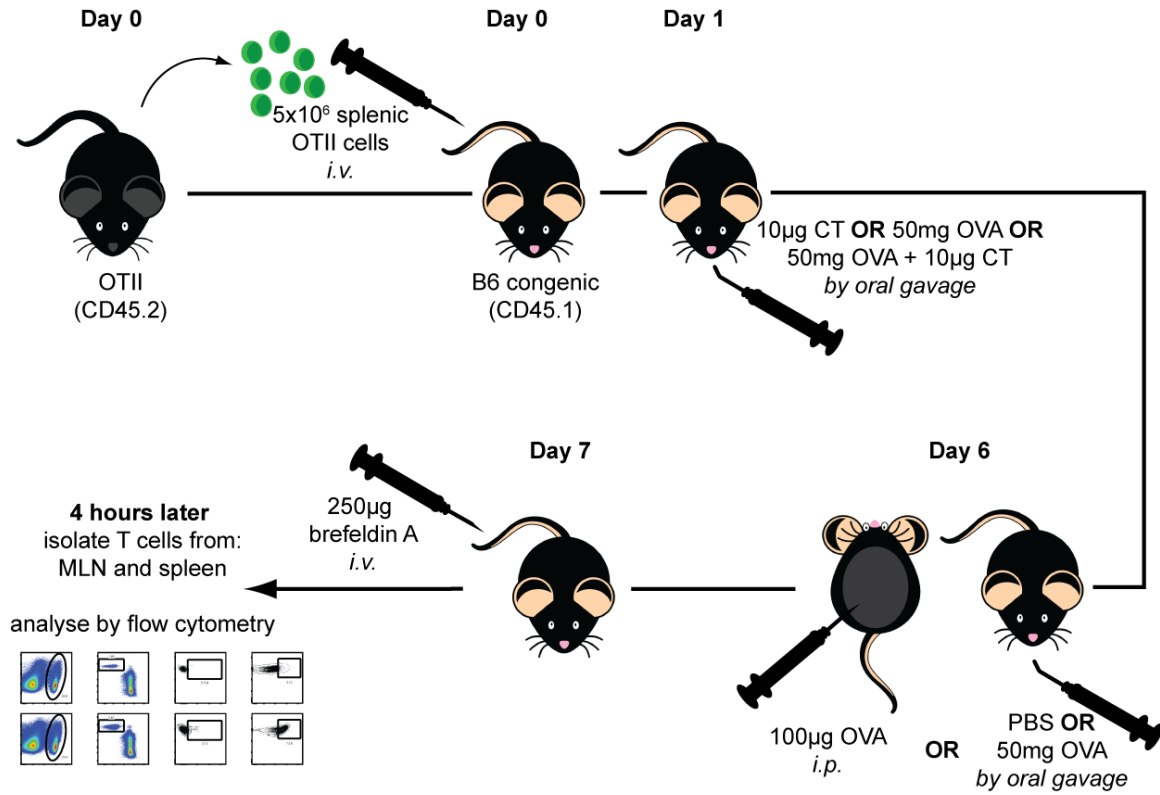 Day 0
Day 0
Day 1
5x10⁶ splenic
OTII cells
i.v.
OTII
(CD45.2)
B6 congenic
(CD45.1)
10µg CT OR 50mg OVA OR
50mg OVA + 10µg CT
by oral gavage
Day 7
Day 6
4 hours later
isolate T cells from:
MLN and spleen
250µg
brefeldin A
i.v.
analyse by flow cytometry
100µg OVA
i.p.
OR
PBS OR
50mg OVA
by oral gavage